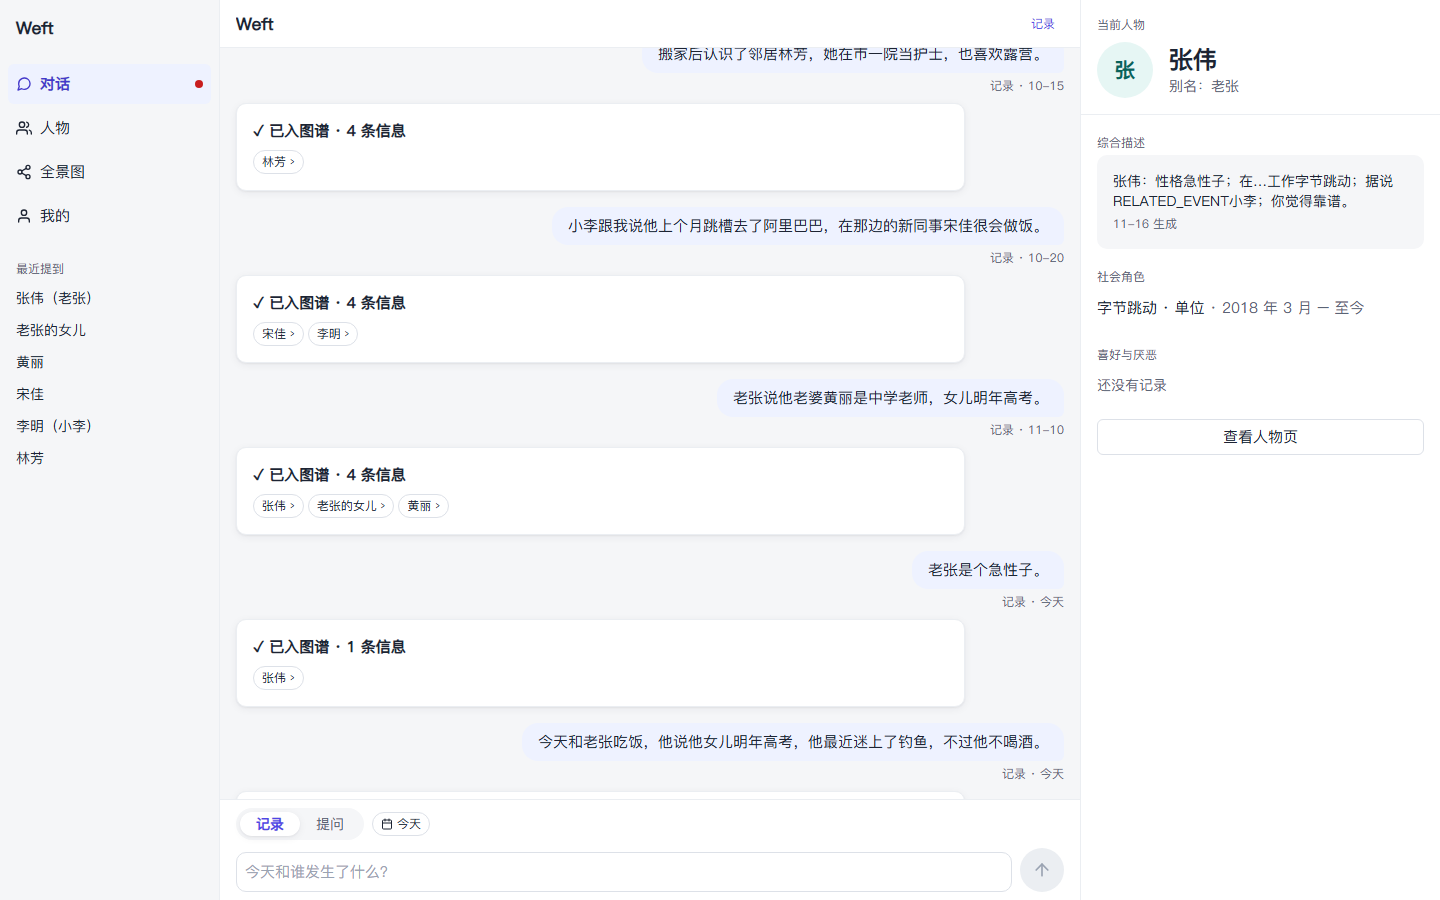 Weft
对话
人物
全景图
我的
最近提到
张伟（老张）
老张的女儿
黄丽
宋佳
李明（小李）
林芳
Weft
记录
搬家后认识了邻居林芳，她在市一院当护士，也喜欢露营。
记录 · 10-15
✓ 已入图谱 · 4 条信息
林芳 ›
小李跟我说他上个月跳槽去了阿里巴巴，在那边的新同事宋佳很会做饭。
记录 · 10-20
✓ 已入图谱 · 4 条信息
宋佳 › 李明 ›
老张说他老婆黄丽是中学老师，女儿明年高考。
记录 · 11-10
✓ 已入图谱 · 4 条信息
张伟 › 老张的女儿 › 黄丽 ›
老张是个急性子。
记录 · 今天
✓ 已入图谱 · 1 条信息
张伟 ›
今天和老张吃饭，他说他女儿明年高考，他最近迷上了钓鱼，不过他不喝酒。
记录 · 今天
记录 提问 今天
今天和谁发生了什么？
当前人物
张
张伟
别名：老张
综合描述
张伟：性格急性子；在…工作字节跳动；据说
RELATED_EVENT小李；你觉得靠谱。
11-16 生成
社会角色
字节跳动 · 单位 · 2018 年 3 月 — 至今
喜好与厌恶
还没有记录
查看人物页